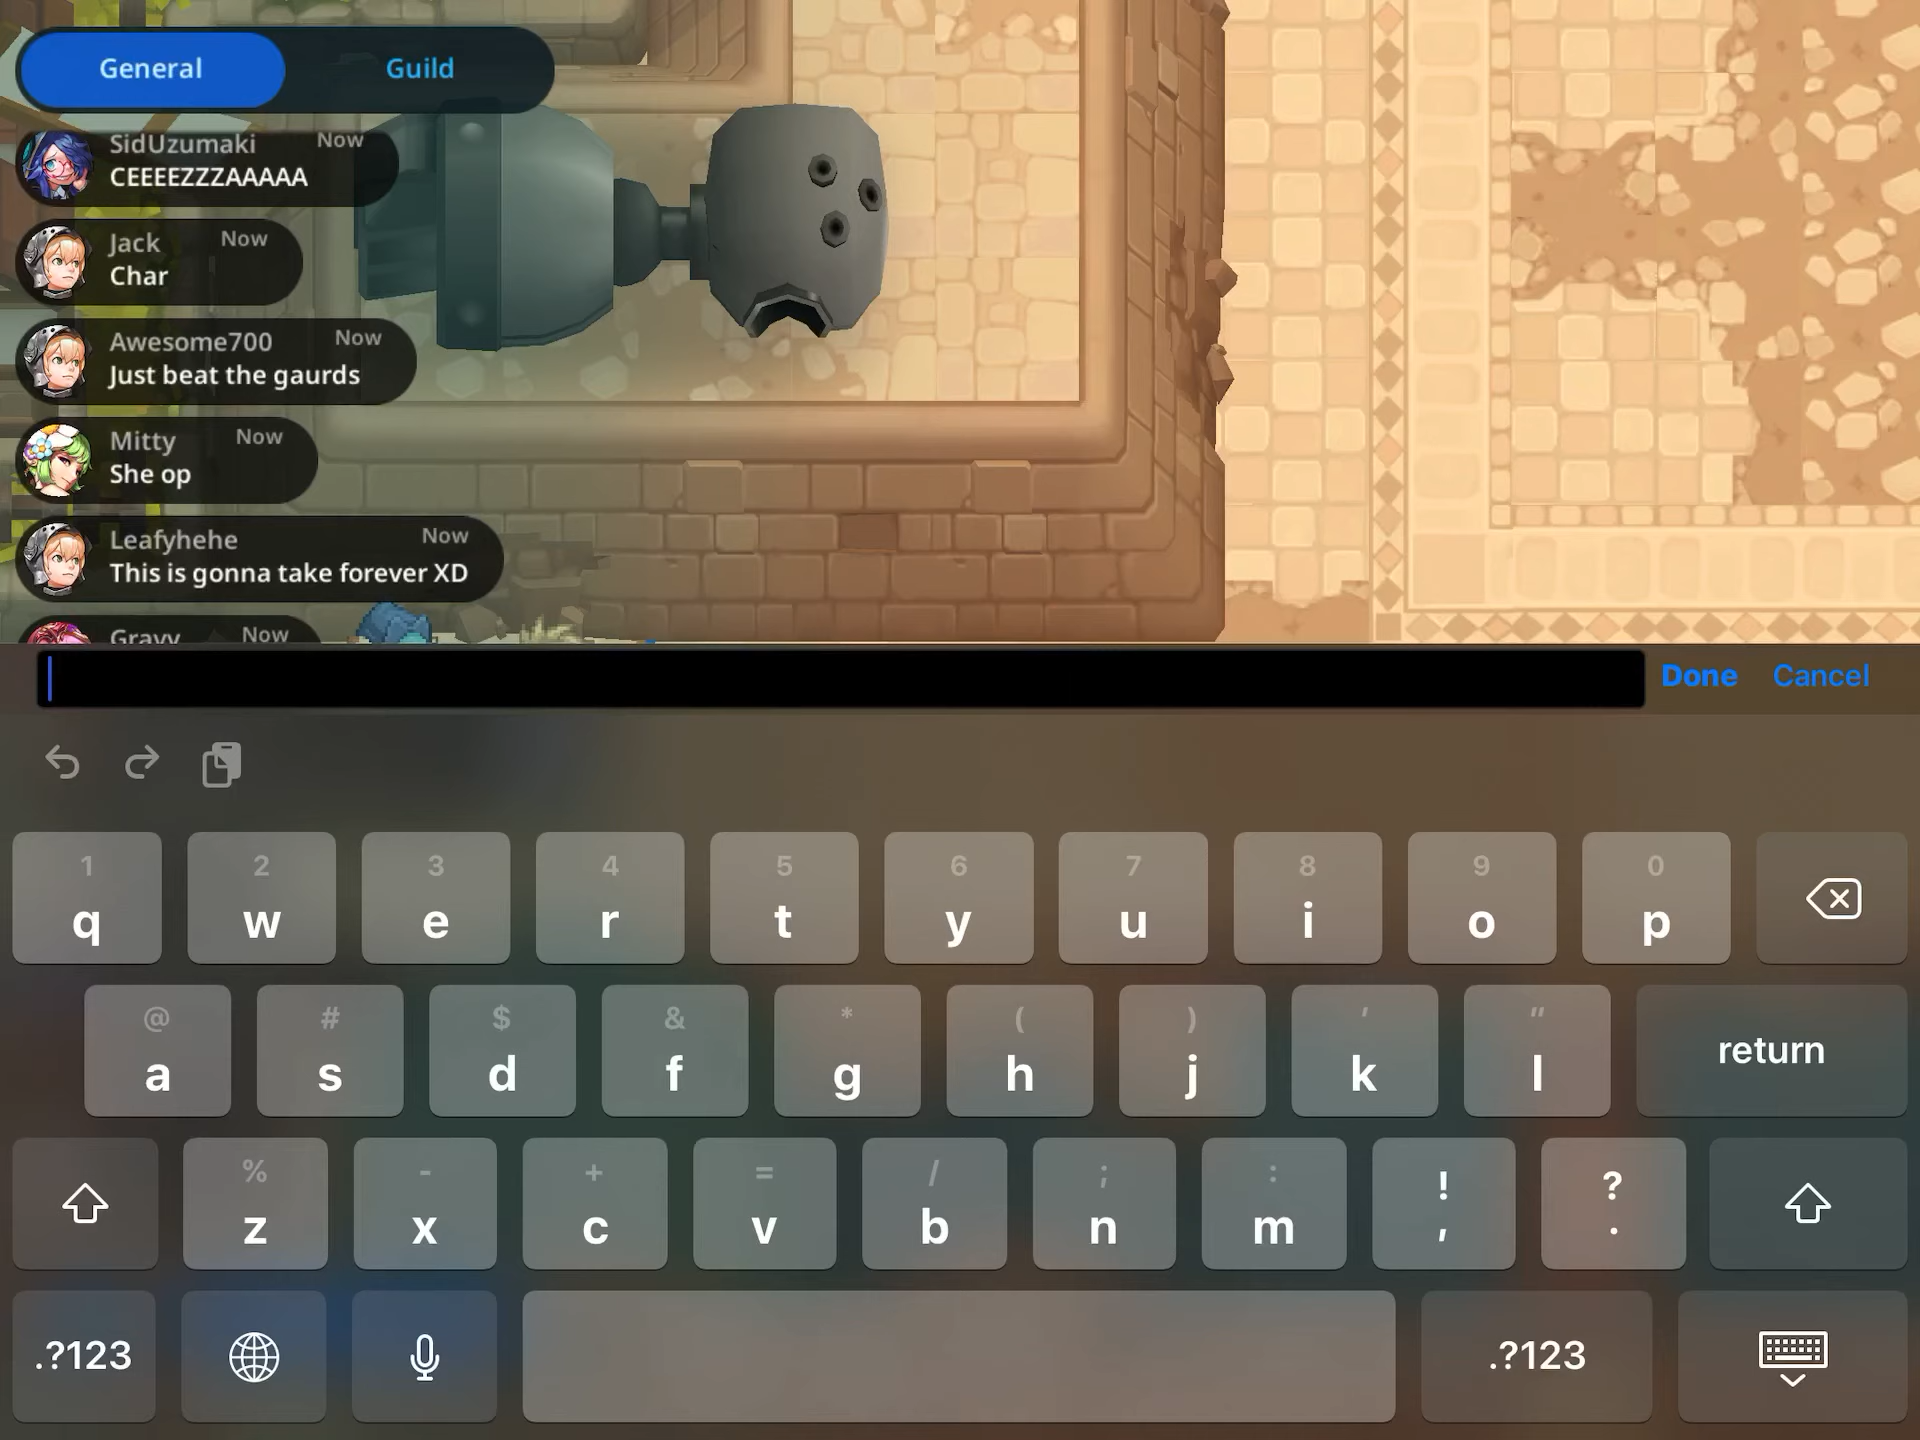 General Guild
SidUzumaki Now
CEEEEZZZAAAAA
Jack Now
Char
Awesome700 Now
Just beat the gaurds
Mitty Now
She op
Leafyhehe Now
This is gonna take forever XD
Gravy Now
Done Cancel
1 2 3 4 5 6 7 8 9 0
q w e r t y u i o p
@ # $ & * ( ) ' "
a s d f g h j k l return
% - + = / ; : ! ?
z x c v b n m , .
.?123 .?123